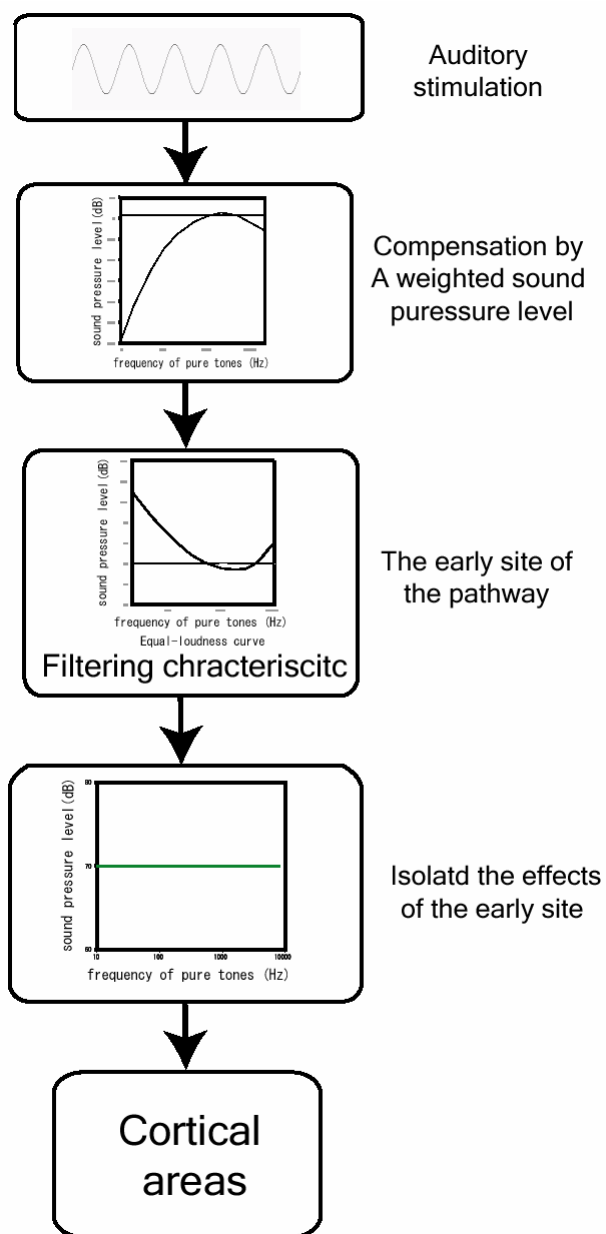 Auditory
stimulation
sound pressure level(dB)
frequency of pure tones (Hz)
Compensation by
A weighted sound
puressure level
sound pressure level(dB)
frequency of pure tones (Hz)
Equal-loudness curve
Filtering chracteriscitc
The early site of
the pathway
sound pressure level(dB)
80
70
60
10 100 1000 10000
frequency of pure tones (Hz)
Isolatd the effects
of the early site
Cortical
areas